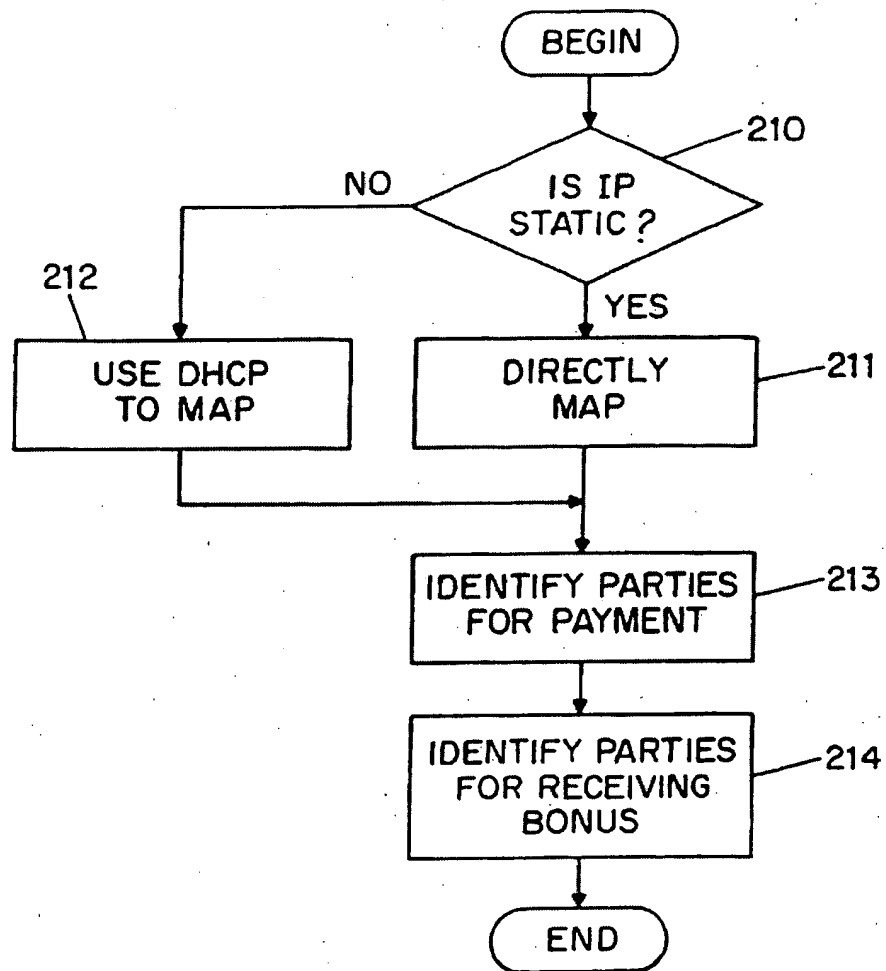 BEGIN
210
IS IP
STATIC?
NO
YES
212
USE DHCP
TO MAP
DIRECTLY
MAP
211
IDENTIFY PARTIES
FOR PAYMENT
213
IDENTIFY PARTIES
FOR RECEIVING
BONUS
214
END